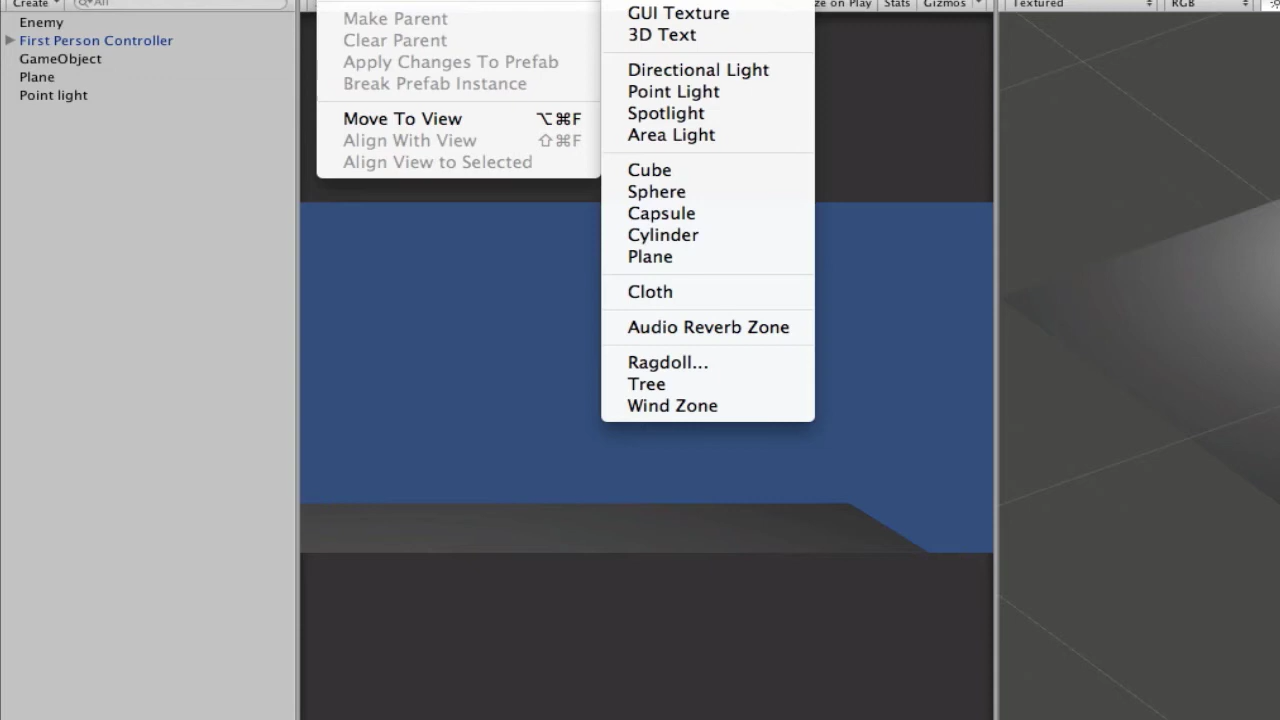 Create
All
Enemy
First Person Controller
GameObject
Plane
Point light
Make Parent
Clear Parent
Apply Changes To Prefab
Break Prefab Instance
Move To View ⌥⌘F
Align With View ⇧⌘F
Align View to Selected
GUI Texture
3D Text
Directional Light
Point Light
Spotlight
Area Light
Cube
Sphere
Capsule
Cylinder
Plane
Cloth
Audio Reverb Zone
Ragdoll...
Tree
Wind Zone
on Play Stats Gizmos
Textured RGB